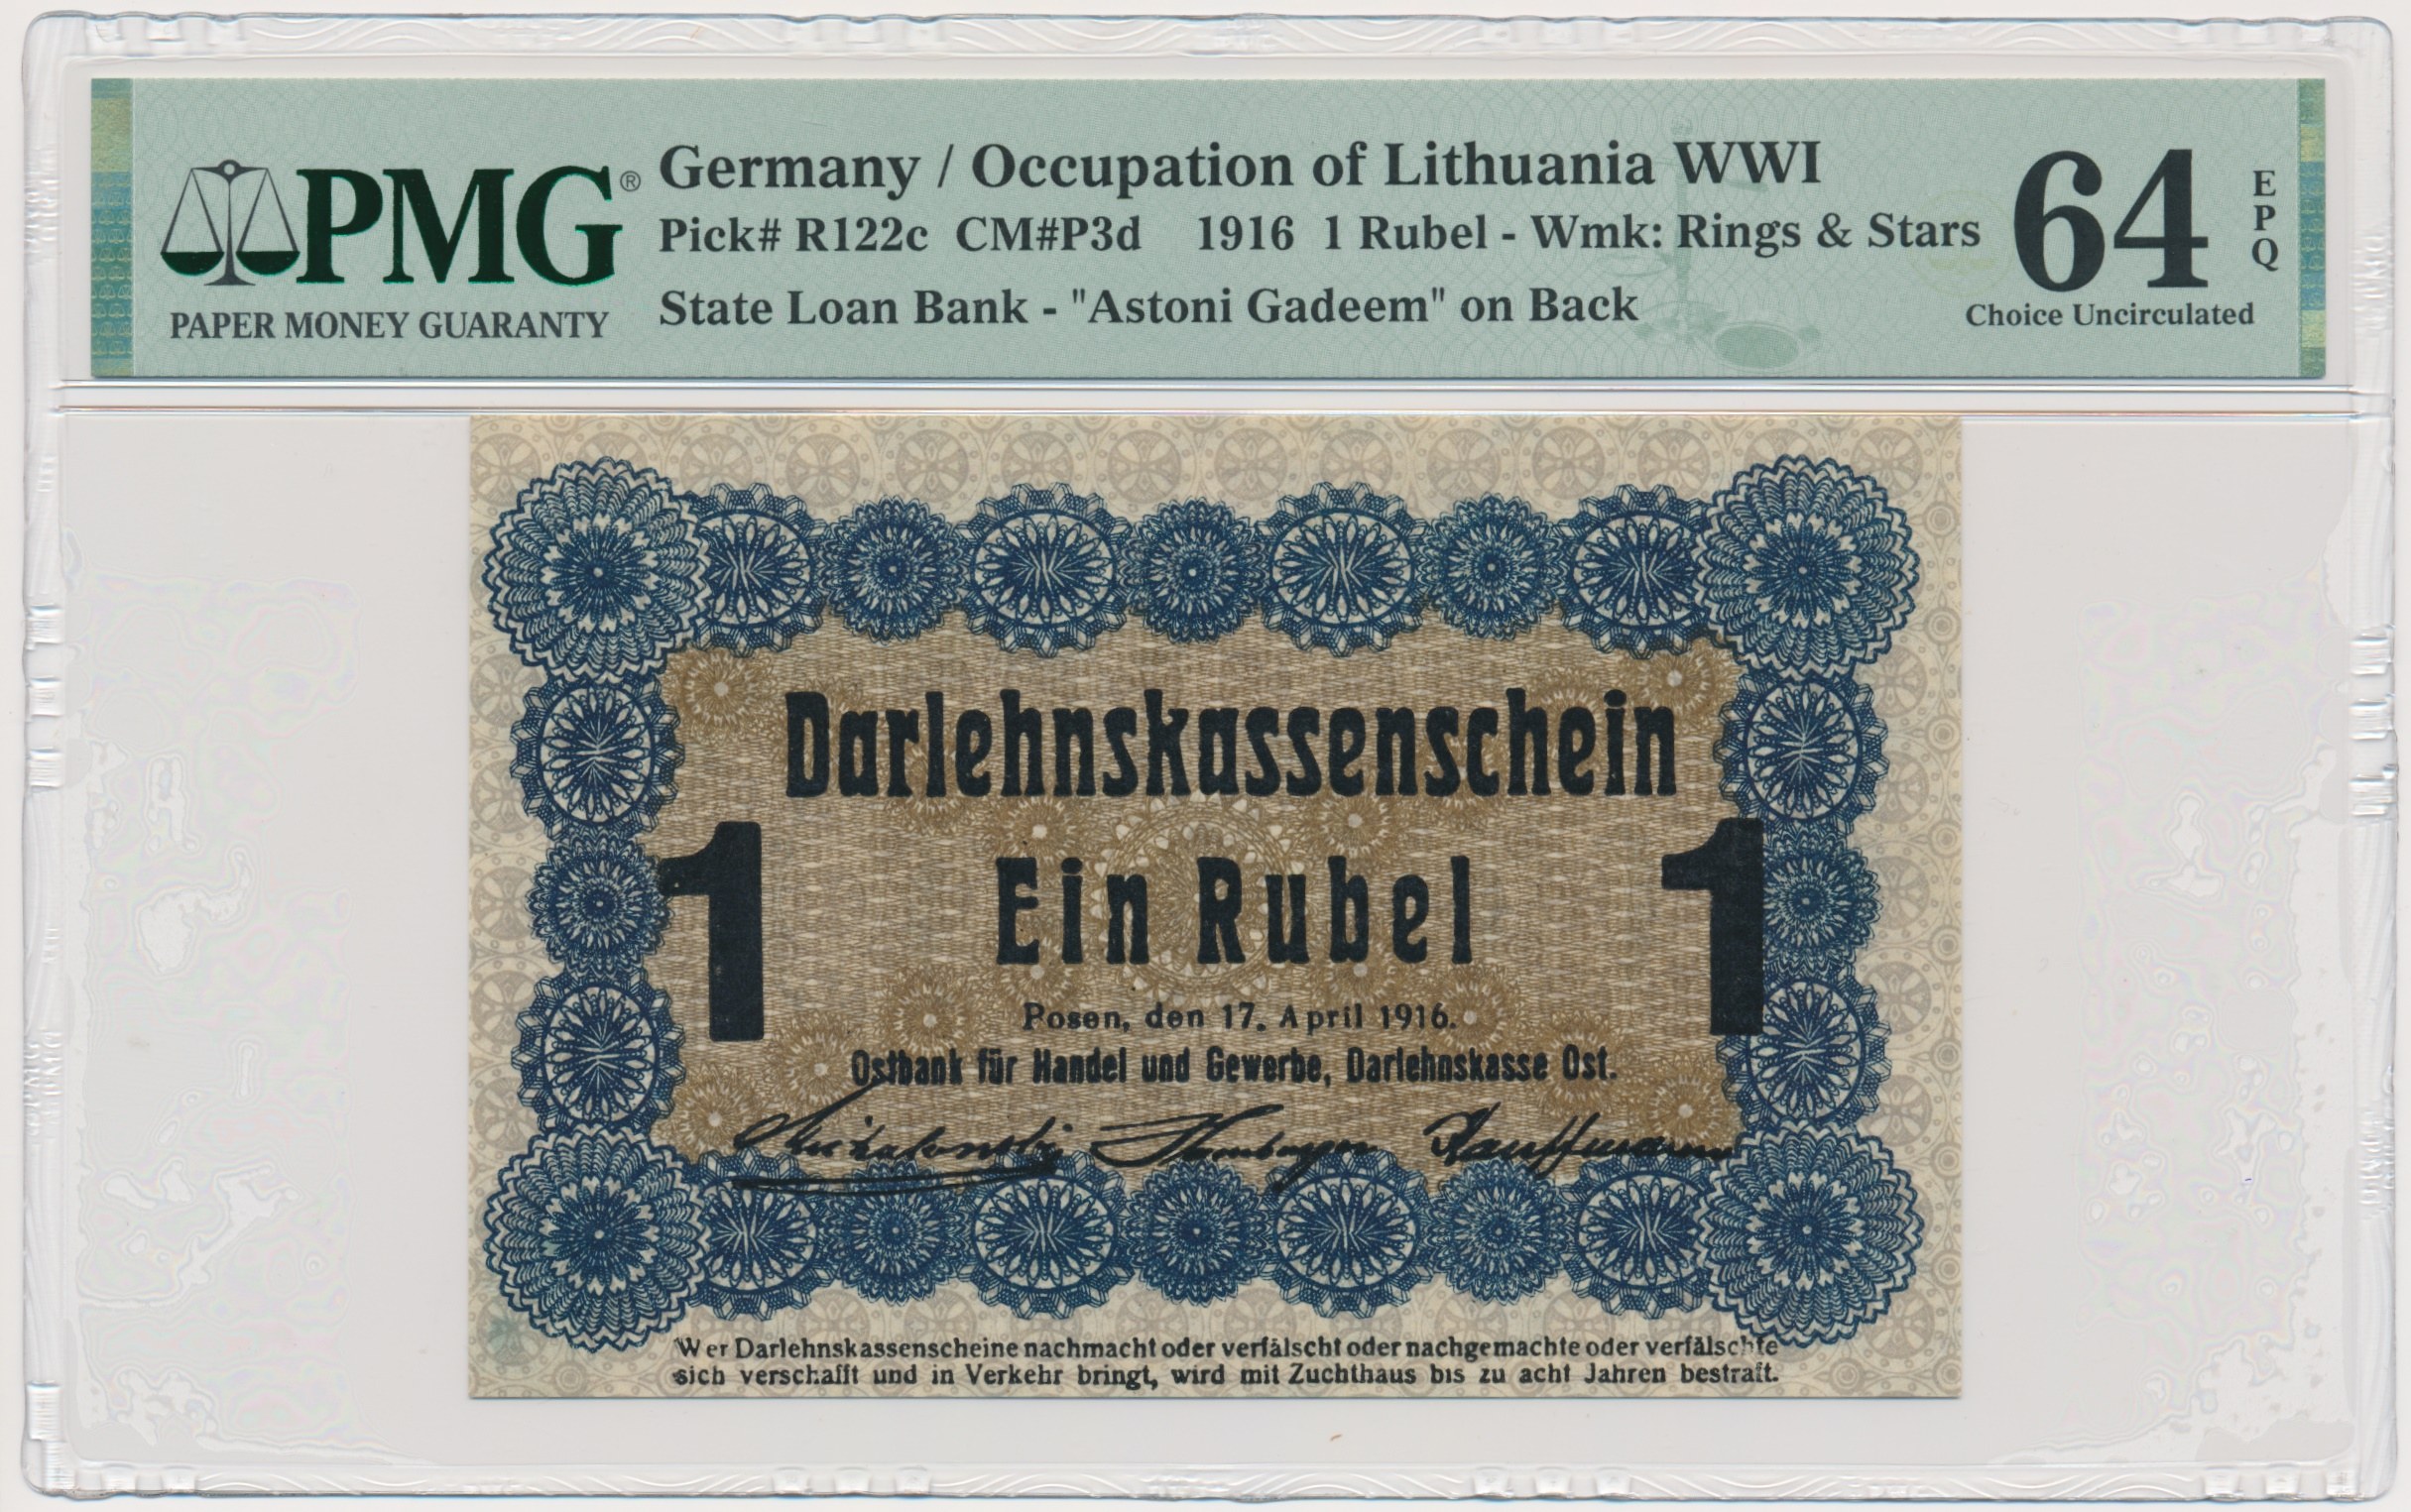 PMG®
PAPER MONEY GUARANTY
Germany / Occupation of Lithuania WWI
Pick# R122c CM#P3d 1916 1 Rubel - Wmk: Rings & Stars
State Loan Bank - "Astoni Gadeem" on Back
64
EPQ
Choice Uncirculated
Darlehnskassenschein
1 Ein Rubel 1
Posen, den 17. April 1916.
Ostbank für Handel und Gewerbe, Darlehnskasse Ost.
Kauffmann
Wer Darlehnskassenscheine nachmacht oder verfälscht oder nachgemachte oder verfälschte
sich verschafft und in Verkehr bringt, wird mit Zuchthaus bis zu acht Jahren bestraft.